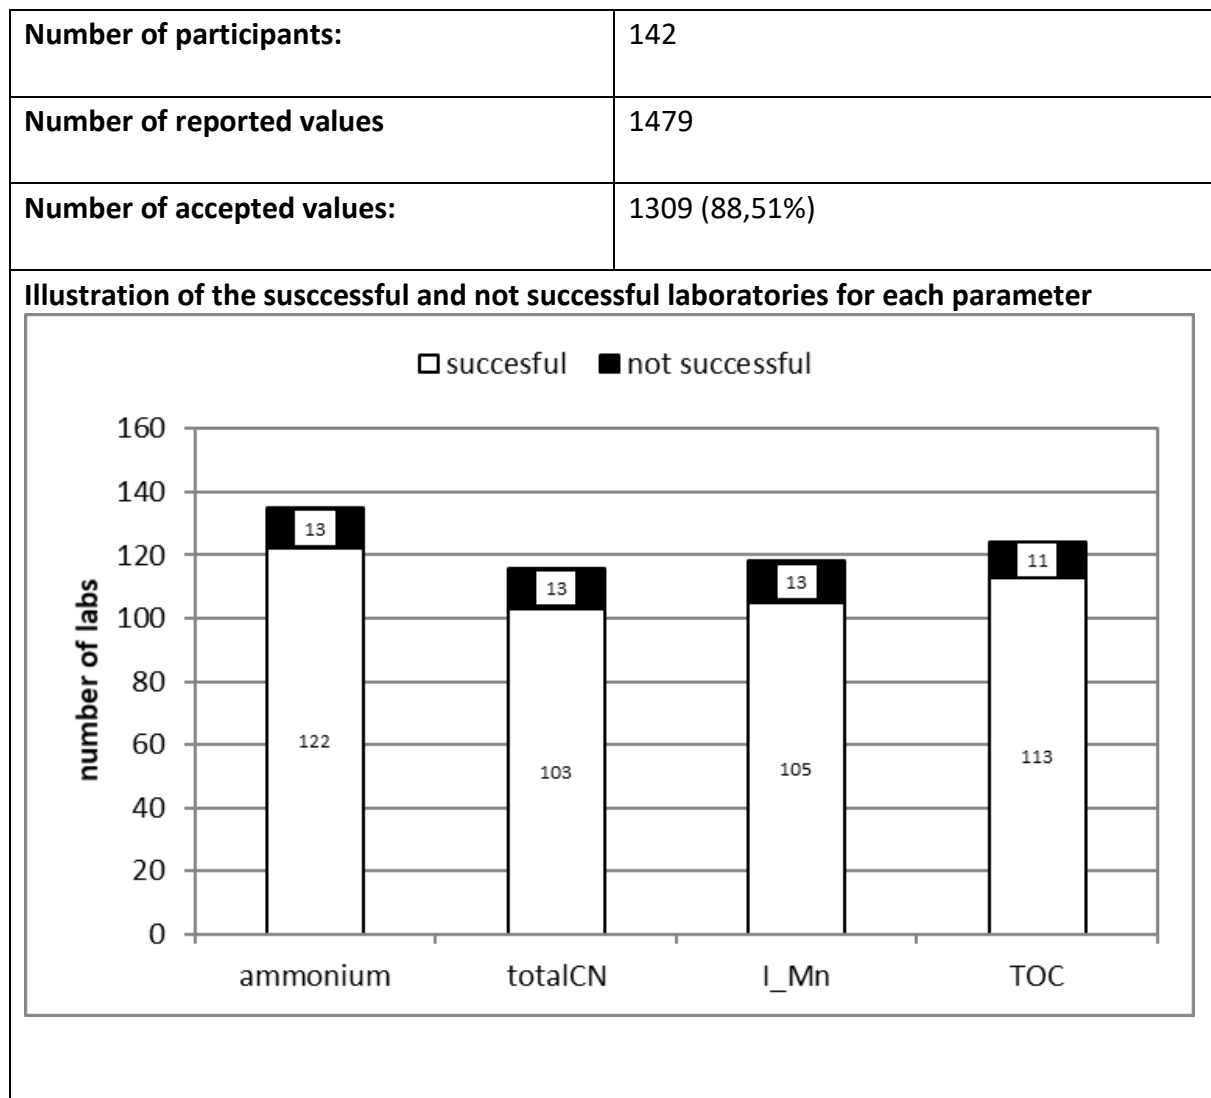 Number of participants: 142
Number of reported values 1479
Number of accepted values: 1309 (88,51%)
Illustration of the susccessful and not successful laboratories for each parameter
succesful not successful
160
140
120
100
80
60
40
20
0
number of labs
13
13
13
11
122
103
105
113
ammonium totalCN I_Mn TOC